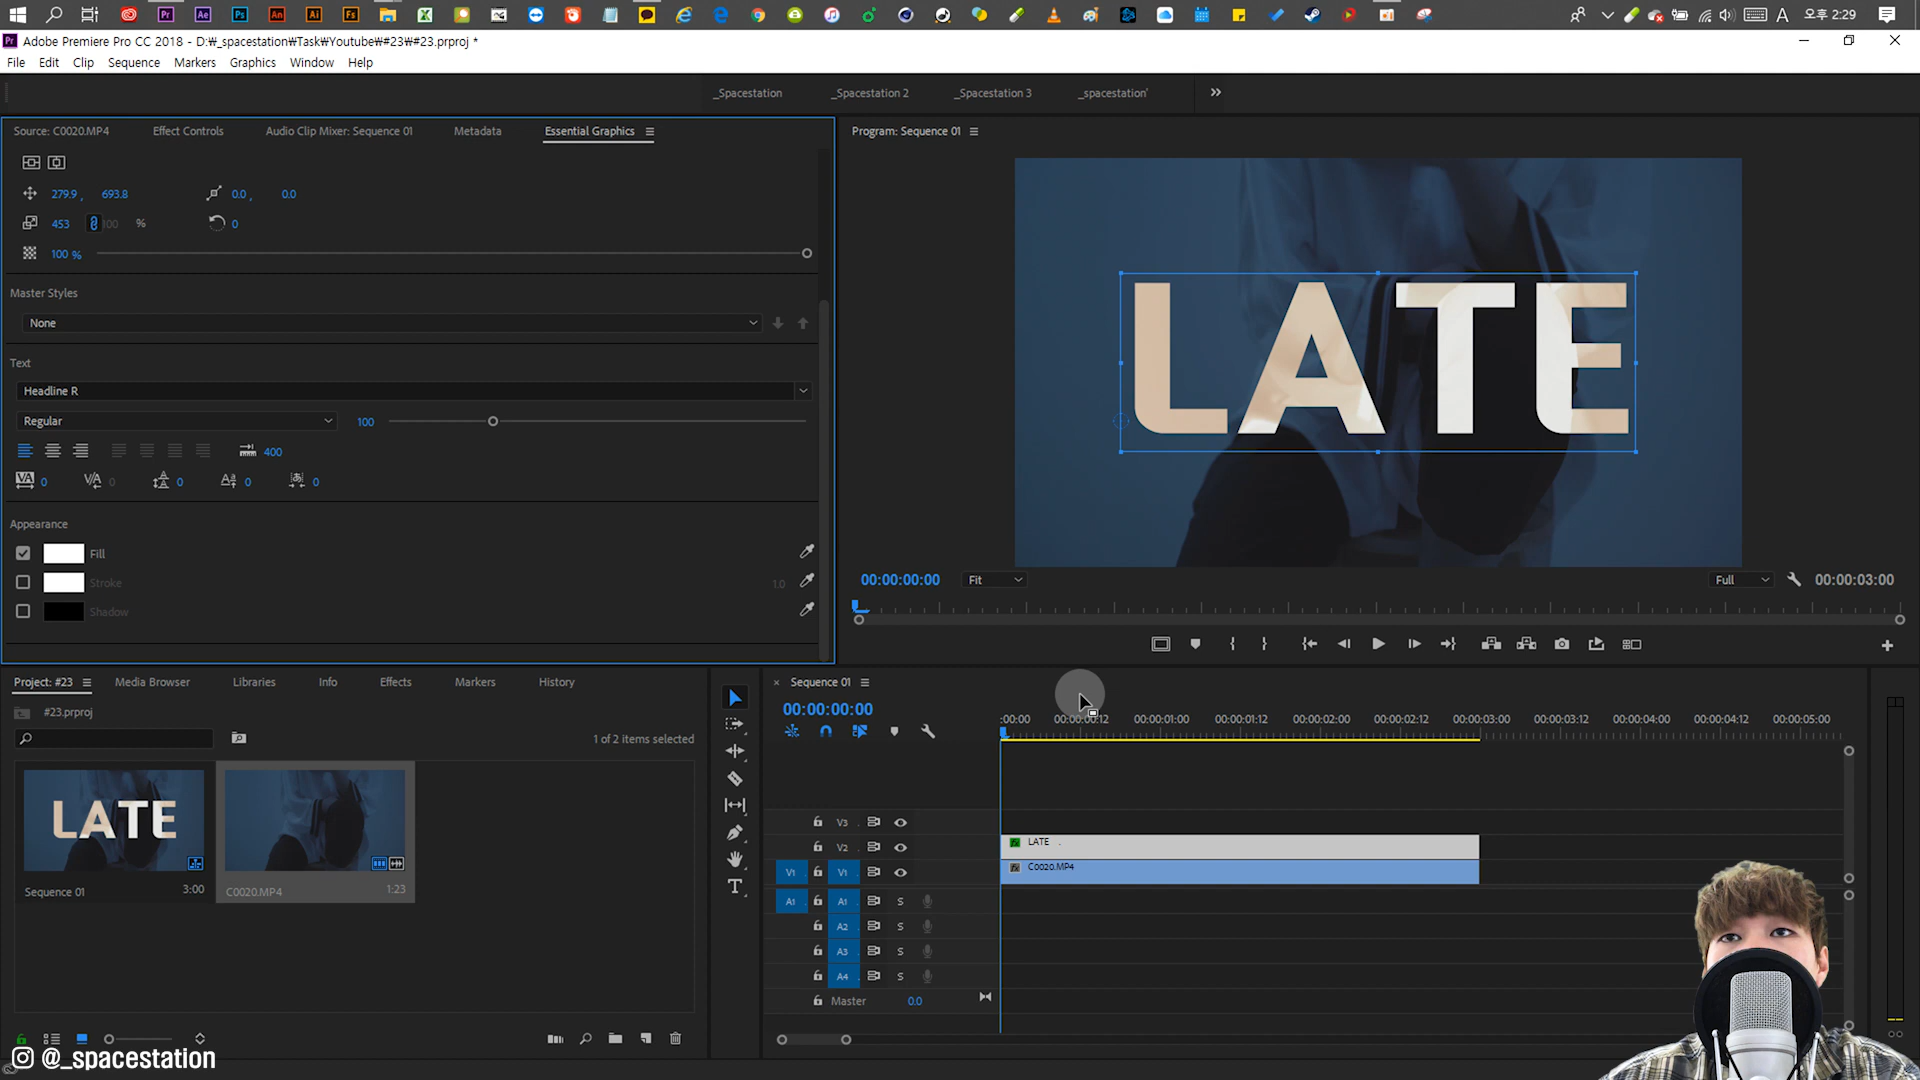 오후 2:29
Adobe Premiere Pro CC 2018 - D:₩_spacestation₩Task₩Youtube₩#23₩#23.prproj *
File Edit Clip Sequence Markers Graphics Window Help
_Spacestation _Spacestation 2 _Spacestation 3 _spacestation'
Source: C0020.MP4 Effect Controls Audio Clip Mixer: Sequence 01 Metadata Essential Graphics
Program: Sequence 01
279.9 , 693.8 0.0 , 0.0
453 100 % 0
100 %
Master Styles
None
Text
Headline R
Regular 100
400
0 0 0 0 0
Appearance
Fill
Stroke 1.0
Shadow
LATE
00:00:00:00 Fit Full 00:00:03:00
Project: #23 Media Browser Libraries Info Effects Markers History
#23.prproj
1 of 2 items selected
LATE
Sequence 01 3:00
C0020.MP4 1:23
Sequence 01
00:00:00:00
:00:00 00:00:00:12 00:00:01:00 00:00:01:12 00:00:02:00 00:00:02:12 00:00:03:00 00:00:03:12 00:00:04:00 00:00:04:12 00:00:05:00
V3
V2 LATE
V1 V1 C0020.MP4
A1 A1 S
A2 S
A3 S
A4 S
Master 0.0
@_spacestation